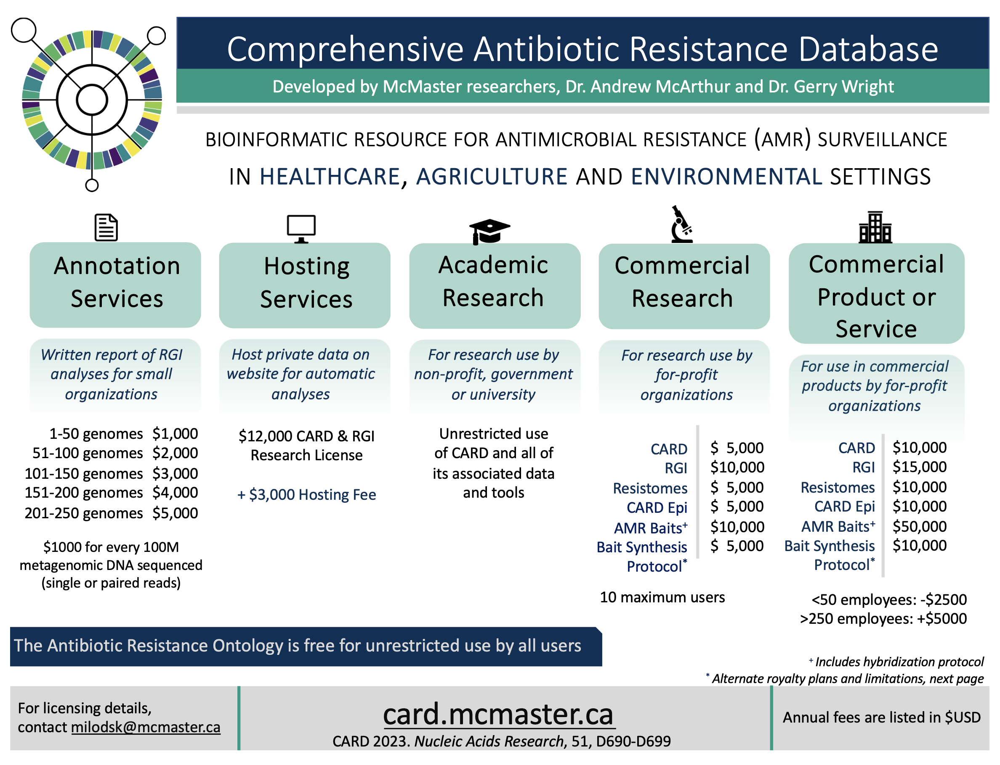 Comprehensive Antibiotic Resistance Database
Developed by McMaster researchers, Dr. Andrew McArthur and Dr. Gerry Wright
BIOINFORMATIC RESOURCE FOR ANTIMICROBIAL RESISTANCE (AMR) SURVEILLANCE
IN HEALTHCARE, AGRICULTURE AND ENVIRONMENTAL SETTINGS
Annotation
Services
Written report of RGI
analyses for small
organizations
1-50 genomes $1,000
51-100 genomes $2,000
101-150 genomes $3,000
151-200 genomes $4,000
201-250 genomes $5,000
$1000 for every 100M
metagenomic DNA sequenced
(single or paired reads)
Hosting
Services
Host private data on
website for automatic
analyses
$12,000 CARD & RGI
Research License
+ $3,000 Hosting Fee
Academic
Research
For research use by
non-profit, government
or university
Unrestricted use
of CARD and all of
its associated data
and tools
Commercial
Research
For research use by
for-profit
organizations
CARD $ 5,000
RGI $10,000
Resistomes $ 5,000
CARD Epi $ 5,000
AMR Baits+ $10,000
Bait Synthesis $ 5,000
Protocol*
10 maximum users
Commercial
Product or
Service
For use in commercial
products by for-profit
organizations
CARD $10,000
RGI $15,000
Resistomes $10,000
CARD Epi $10,000
AMR Baits+ $50,000
Bait Synthesis $10,000
Protocol*
<50 employees: -$2500
>250 employees: +$5000
The Antibiotic Resistance Ontology is free for unrestricted use by all users
+ Includes hybridization protocol
* Alternate royalty plans and limitations, next page
For licensing details,
contact milodsk@mcmaster.ca
card.mcmaster.ca
CARD 2023. Nucleic Acids Research, 51, D690-D699
Annual fees are listed in $USD